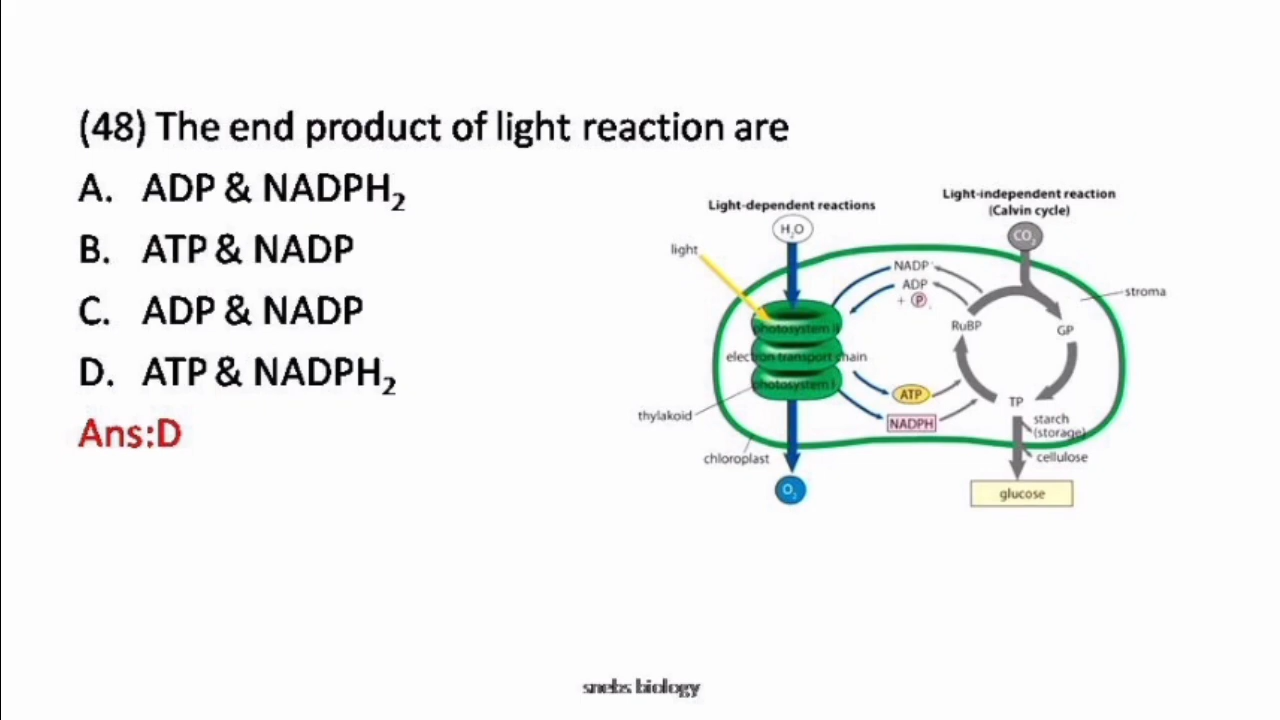 (48) The end product of light reaction are
A. ADP & NADPH₂
B. ATP & NADP
C. ADP & NADP
D. ATP & NADPH₂
Ans:D
Light-dependent reactions
Light-independent reaction
(Calvin cycle)
H₂O
CO₂
light
NADP
ADP
+ P
stroma
photosystem II
RuBP
GP
electron transport chain
photosystem I
ATP
TP
thylakoid
NADPH
starch
(storage)
chloroplast
cellulose
O₂
glucose
snebs biology